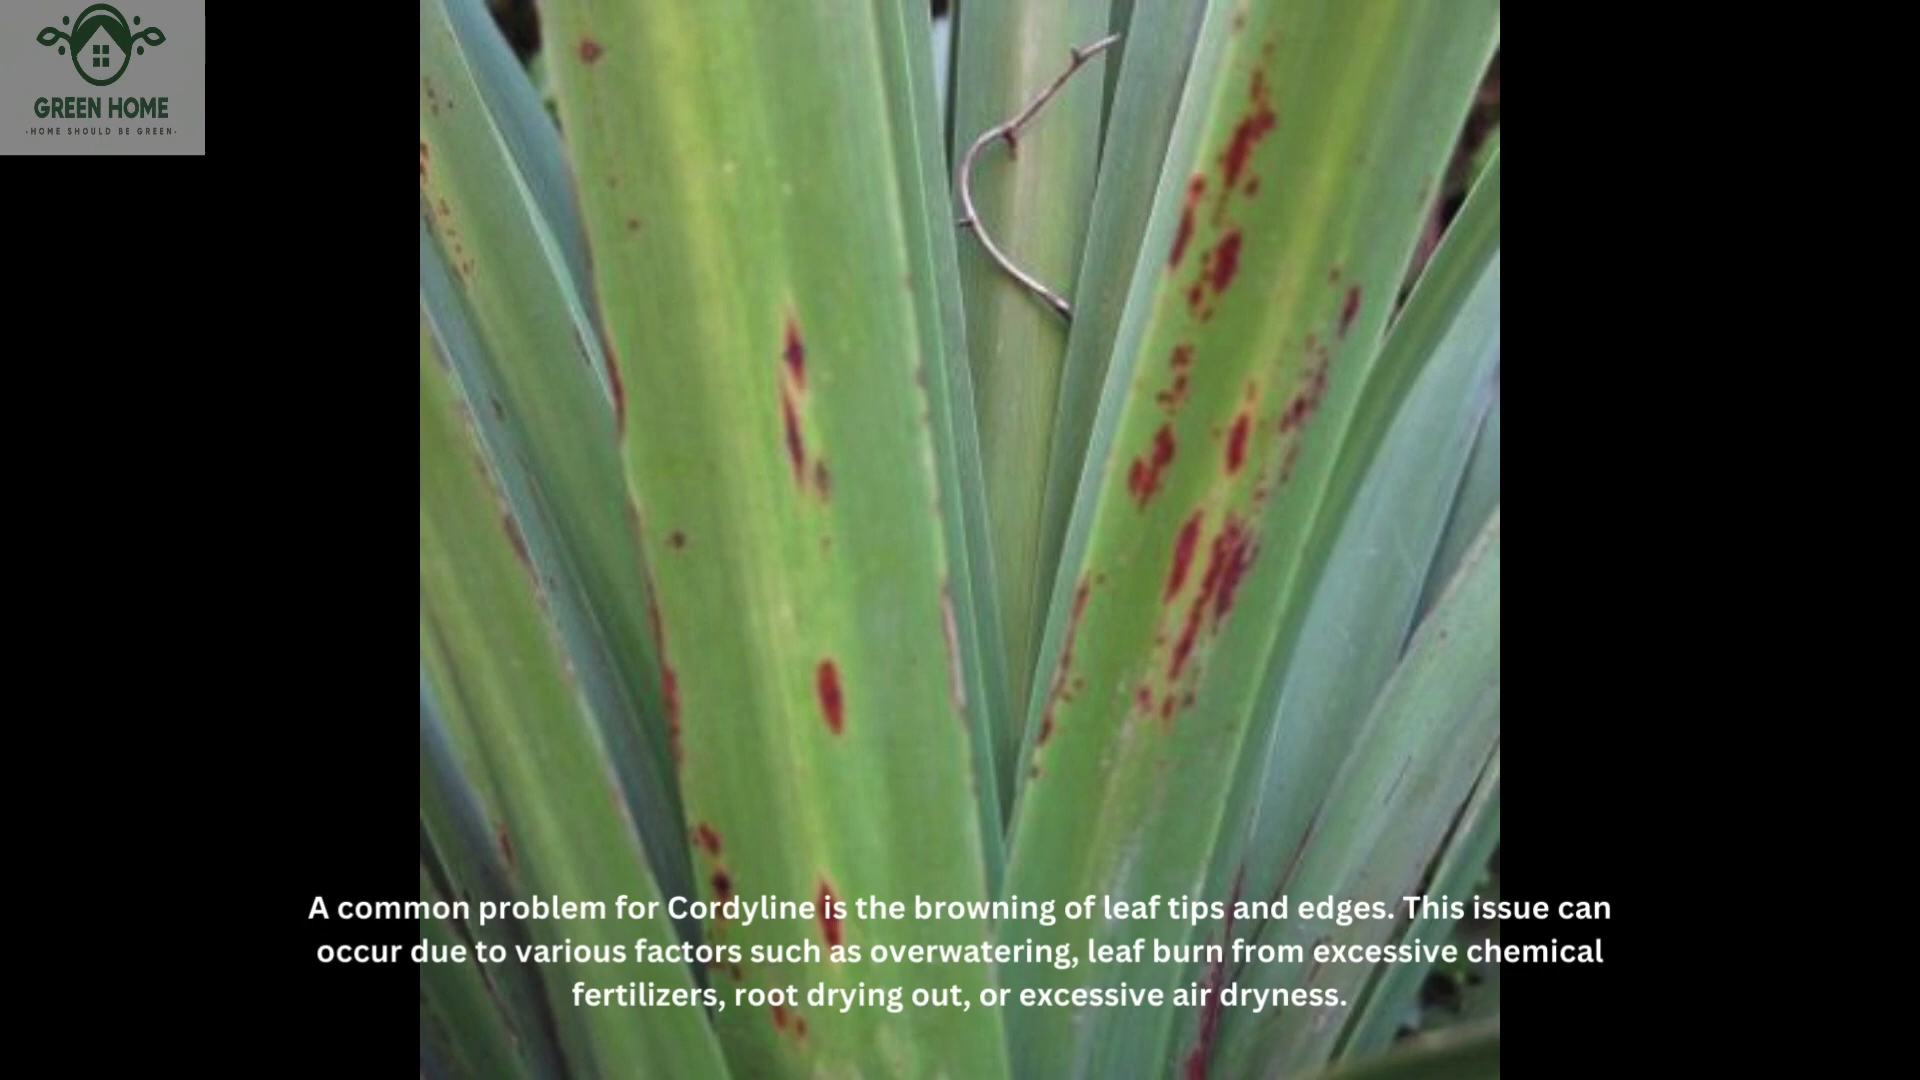 GREEN HOME
·HOME SHOULD BE GREEN·
A common problem for Cordyline is the browning of leaf tips and edges. This issue can
occur due to various factors such as overwatering, leaf burn from excessive chemical
fertilizers, root drying out, or excessive air dryness.